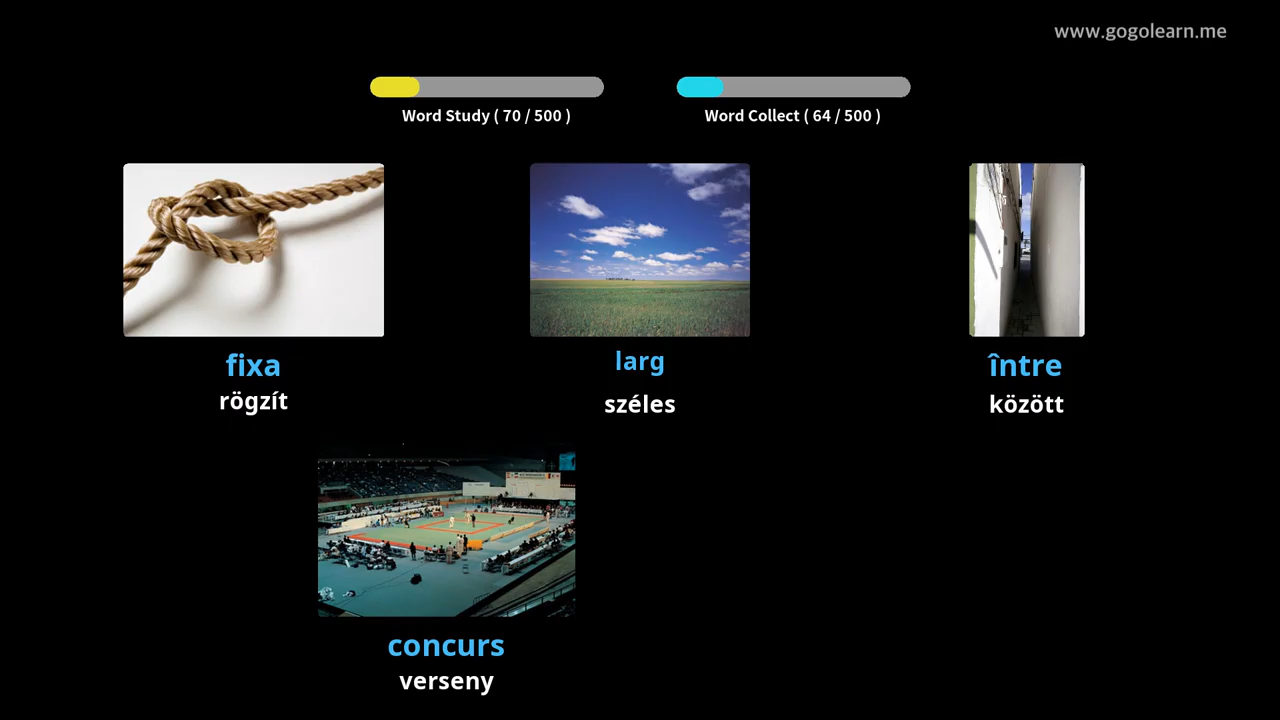 www.gogolearn.me
Word Study ( 70 / 500 )
Word Collect ( 64 / 500 )
fixa
rögzít
larg
széles
între
között
concurs
verseny